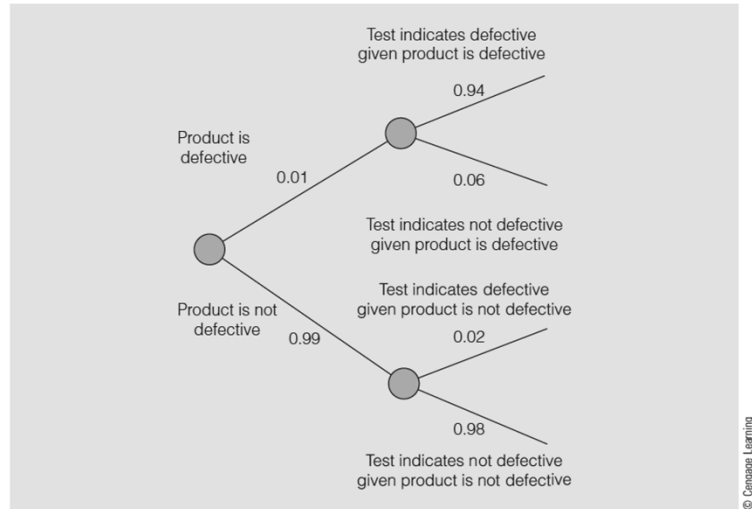 Test indicates defective
given product is defective
0.94
Product is
defective
0.01
0.06
Test indicates not defective
given product is defective
Test indicates defective
given product is not defective
Product is not
defective
0.99
0.02
0.98
Test indicates not defective
given product is not defective
© Cengage Learning